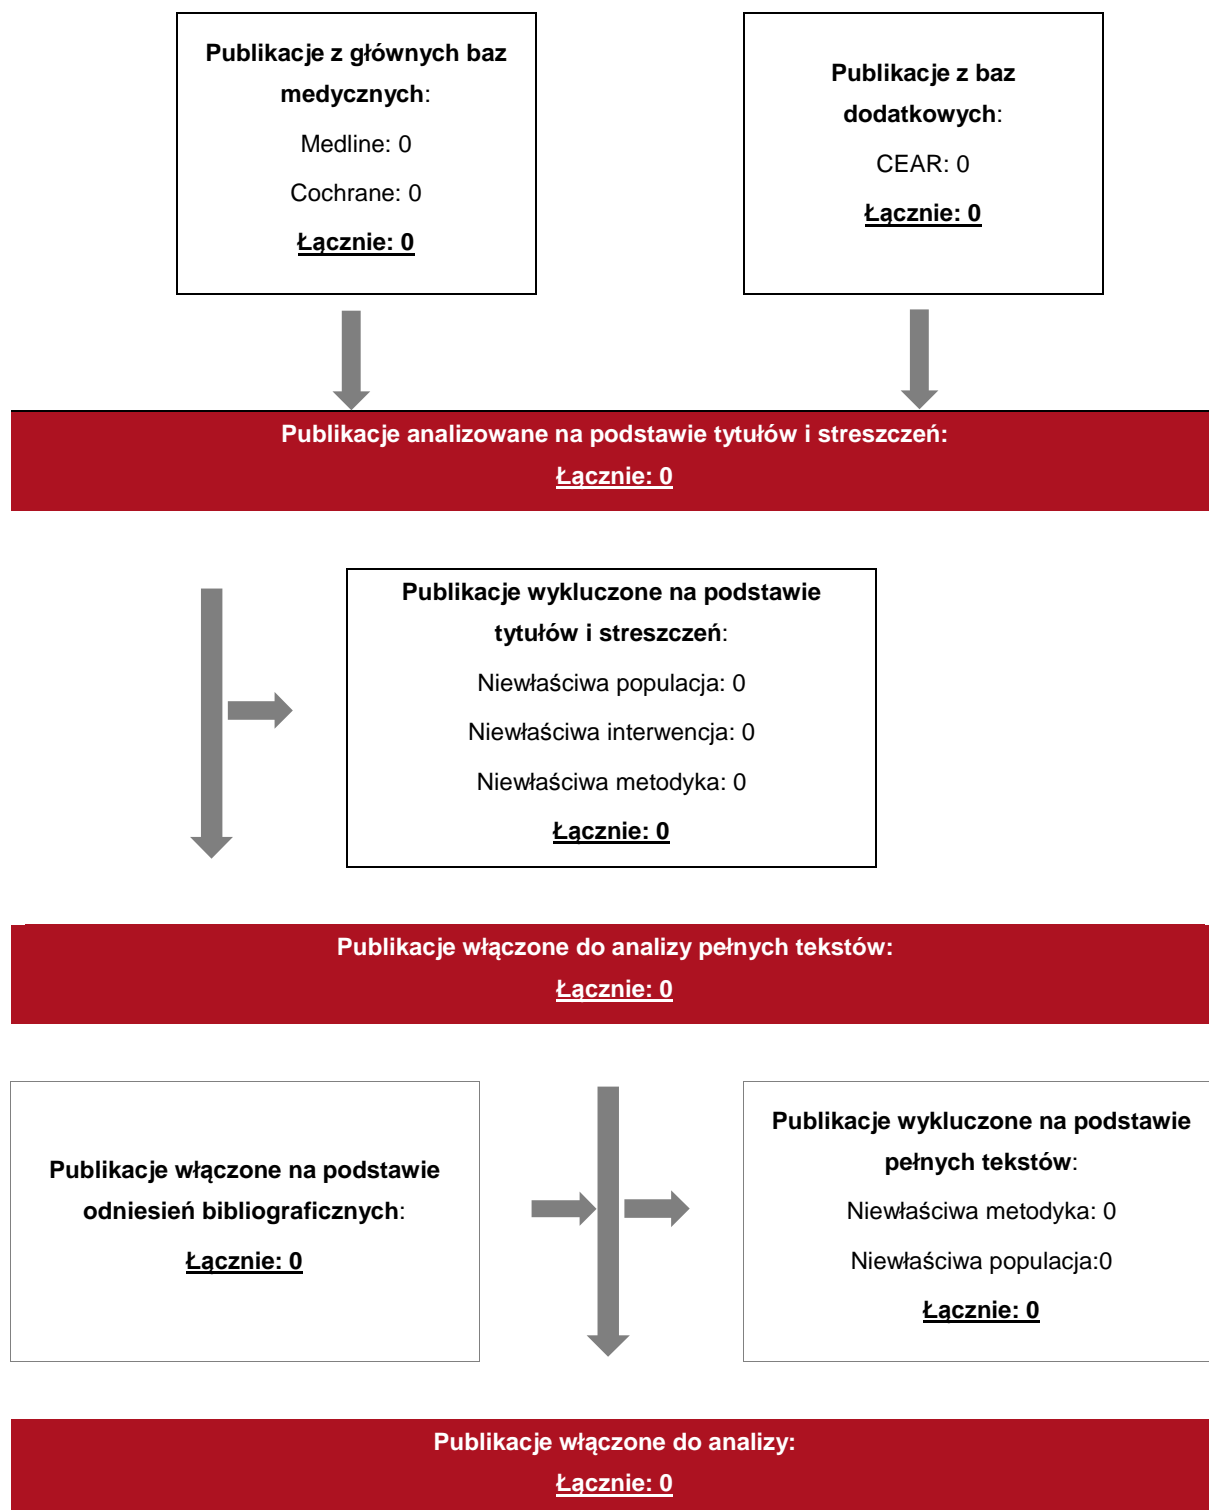 Publikacje z głównych baz
medycznych:
Medline: 0
Cochrane: 0
Łącznie: 0
Publikacje z baz
dodatkowych:
CEAR: 0
Łącznie: 0
Publikacje analizowane na podstawie tytułów i streszczeń:
Łącznie: 0
Publikacje wykluczone na podstawie
tytułów i streszczeń:
Niewłaściwa populacja: 0
Niewłaściwa interwencja: 0
Niewłaściwa metodyka: 0
Łącznie: 0
Publikacje włączone do analizy pełnych tekstów:
Łącznie: 0
Publikacje włączone na podstawie
odniesień bibliograficznych:
Łącznie: 0
Publikacje wykluczone na podstawie
pełnych tekstów:
Niewłaściwa metodyka: 0
Niewłaściwa populacja:0
Łącznie: 0
Publikacje włączone do analizy:
Łącznie: 0